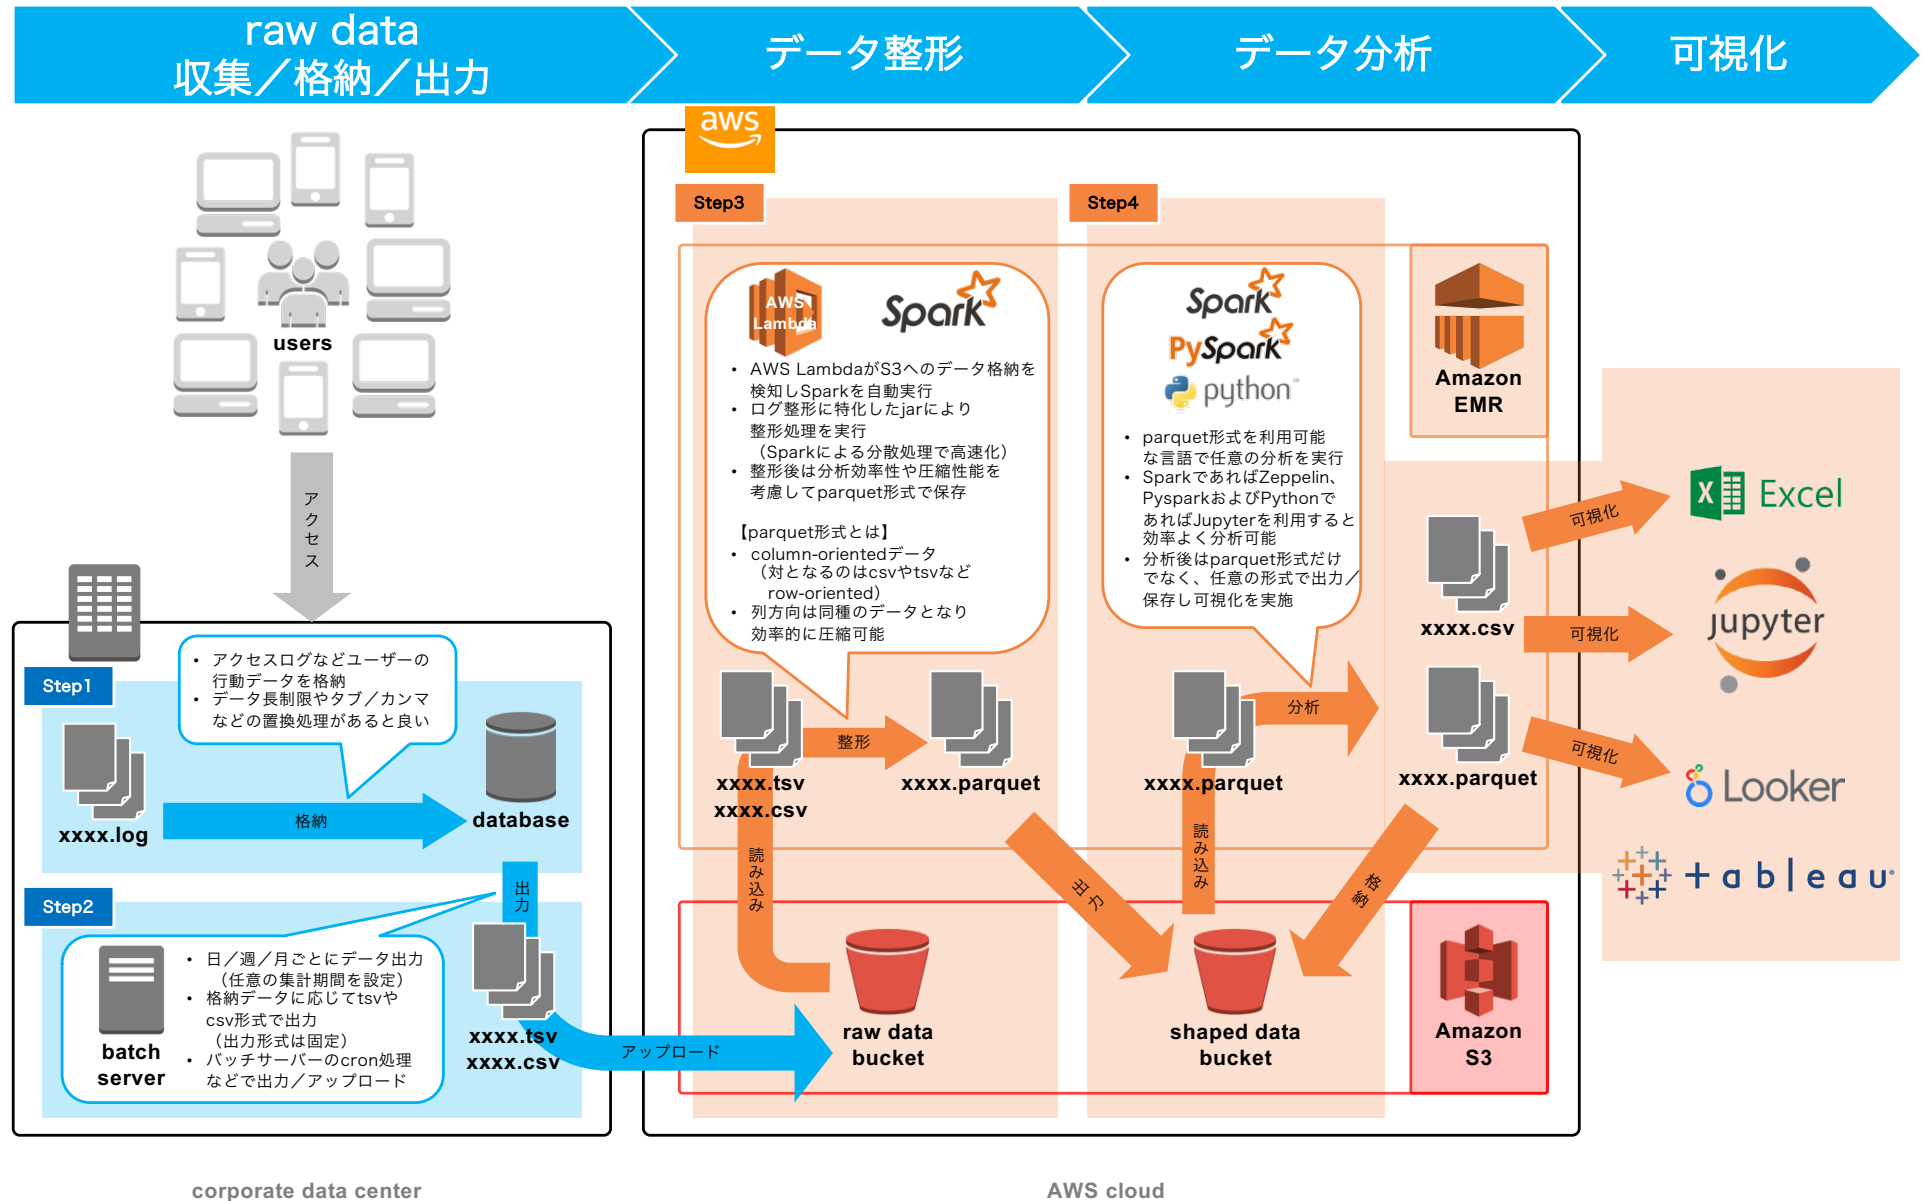 raw data
収集／格納／出力
データ整形
データ分析
可視化
users
アクセス
Step1
・ アクセスログなどユーザーの
行動データを格納
・ データ長制限やタブ／カンマ
などの置換処理があると良い
xxxx.log
格納
database
Step2
出力
batch
server
・ 日／週／月ごとにデータ出力
（任意の集計期間を設定）
・ 格納データに応じてtsvや
csv形式で出力
（出力形式は固定）
・ バッチサーバーのcron処理
などで出力／アップロード
xxxx.tsv
xxxx.csv
アップロード
corporate data center
aws
Step3
AWS
Lambda
Spark
・ AWS LambdaがS3へのデータ格納を
検知しSparkを自動実行
・ ログ整形に特化したjarにより
整形処理を実行
（Sparkによる分散処理で高速化）
・ 整形後は分析効率性や圧縮性能を
考慮してparquet形式で保存
【parquet形式とは】
・ column-orientedデータ
（対となるのはcsvやtsvなど
row-oriented）
・ 列方向は同種のデータとなり
効率的に圧縮可能
xxxx.tsv
xxxx.csv
整形
xxxx.parquet
読み込み
出力
raw data
bucket
Step4
Spark
PySpark
python
・ parquet形式を利用可能
な言語で任意の分析を実行
・ SparkであればZeppelin、
PysparkおよびPythonで
あればJupyterを利用すると
効率よく分析可能
・ 分析後はparquet形式だけ
でなく、任意の形式で出力／
保存し可視化を実施
xxxx.parquet
分析
読み込み
格納
shaped data
bucket
Amazon
EMR
xxxx.csv
xxxx.parquet
Amazon
S3
AWS cloud
可視化
可視化
可視化
Excel
jupyter
Looker
+ableau